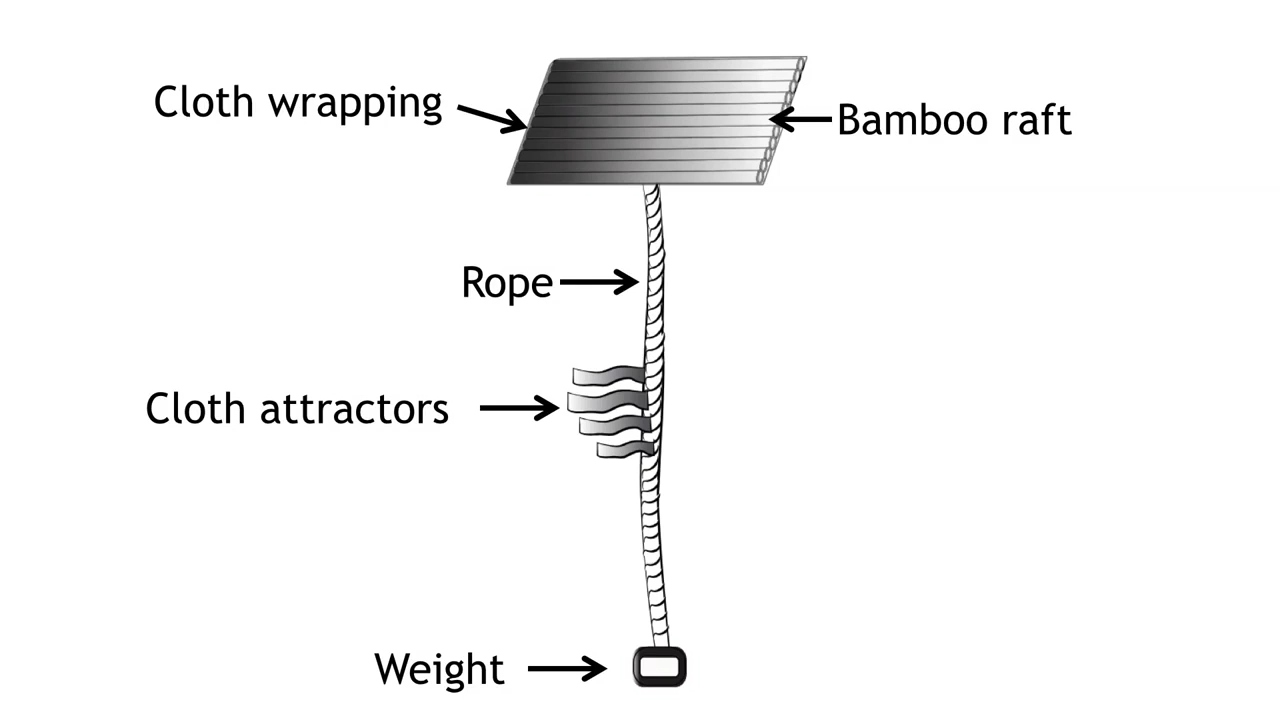 Cloth wrapping
Bamboo raft
Rope
Cloth attractors
Weight